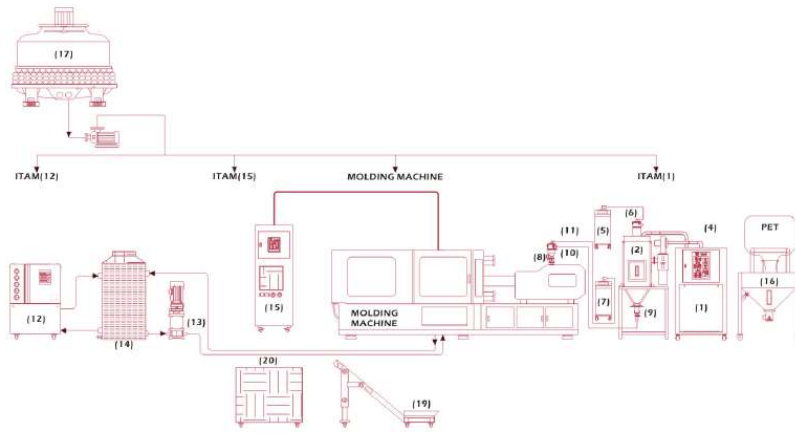 (17)
ITAM(12)
ITAM(15)
MOLDING MACHINE
ITAM(1)
(11)
(5)
(6)
(4)
PET
(8)
(10)
(2)
(15)
(16)
(12)
(14)
(13)
MOLDING
MACHINE
(7)
(9)
(1)
(20)
(19)